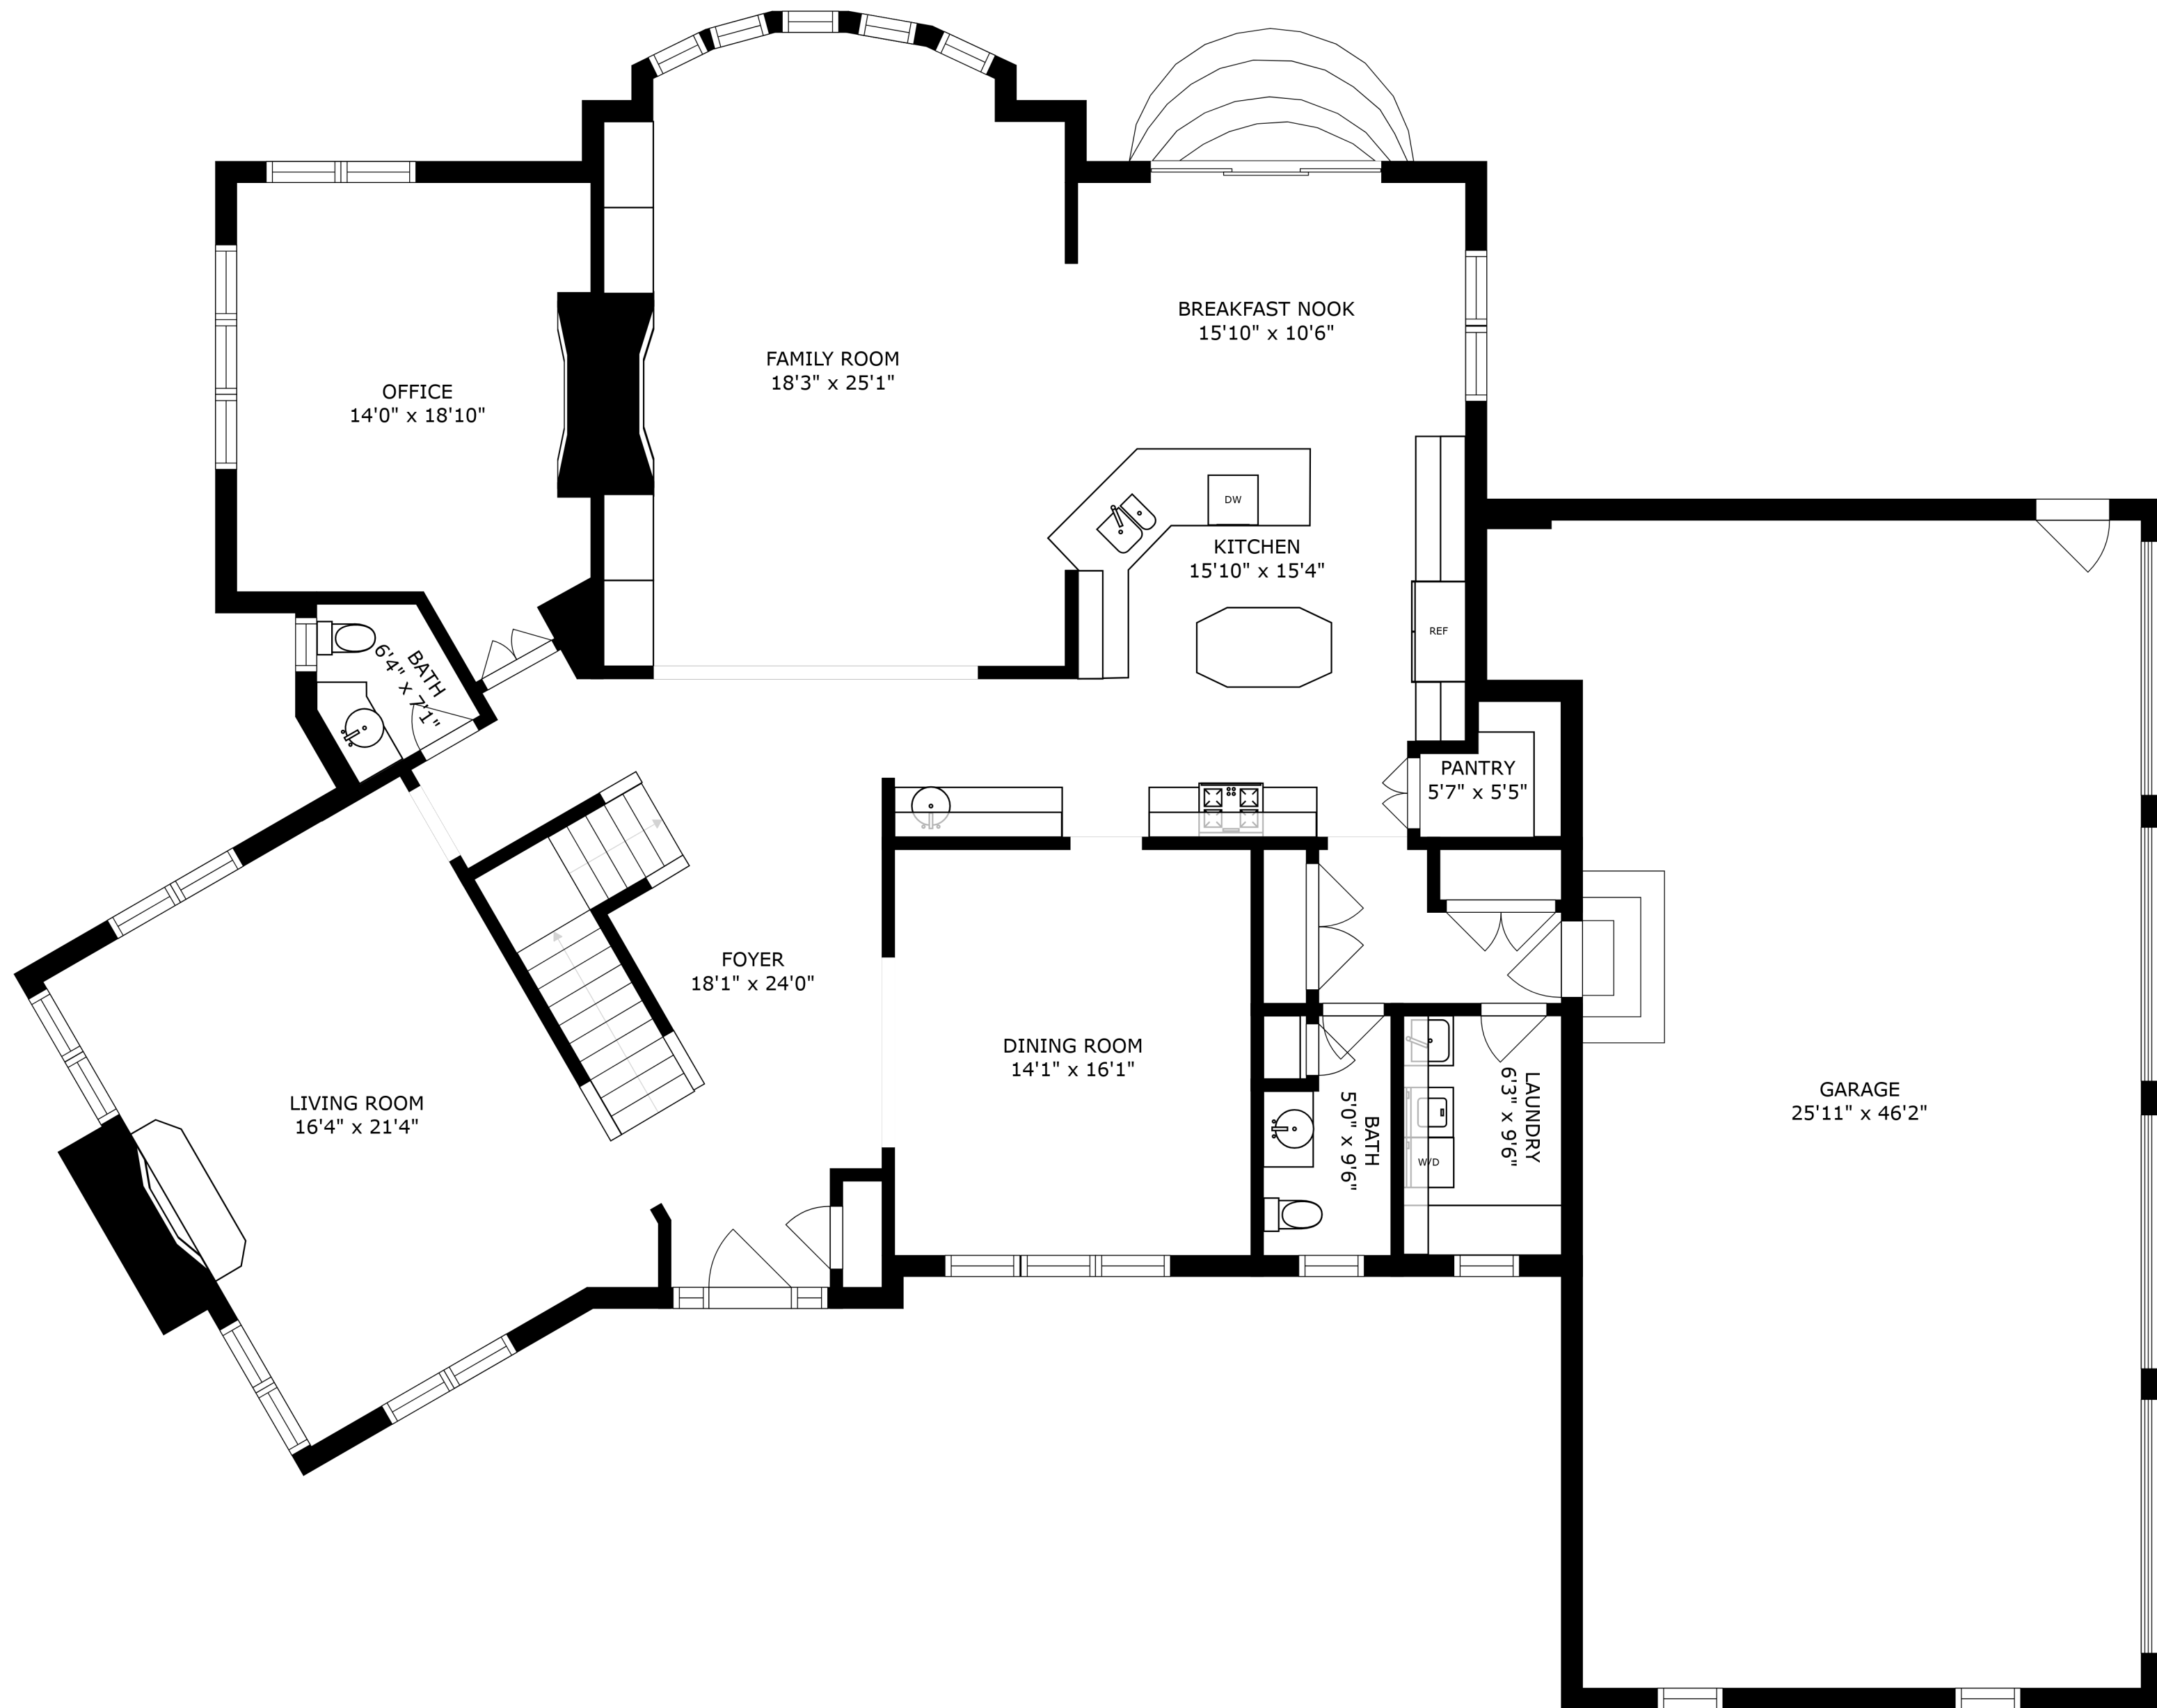 BREAKFAST NOOK
15'10" x 10'6"
FAMILY ROOM
18'3" x 25'1"
OFFICE
14'0" x 18'10"
DW
KITCHEN
15'10" x 15'4"
REF
BATH
6'4" x 7'1"
PANTRY
5'7" x 5'5"
FOYER
18'1" x 24'0"
DINING ROOM
14'1" x 16'1"
LIVING ROOM
16'4" x 21'4"
BATH
5'0" x 9'6"
LAUNDRY
6'3" x 9'6"
W/D
GARAGE
25'11" x 46'2"